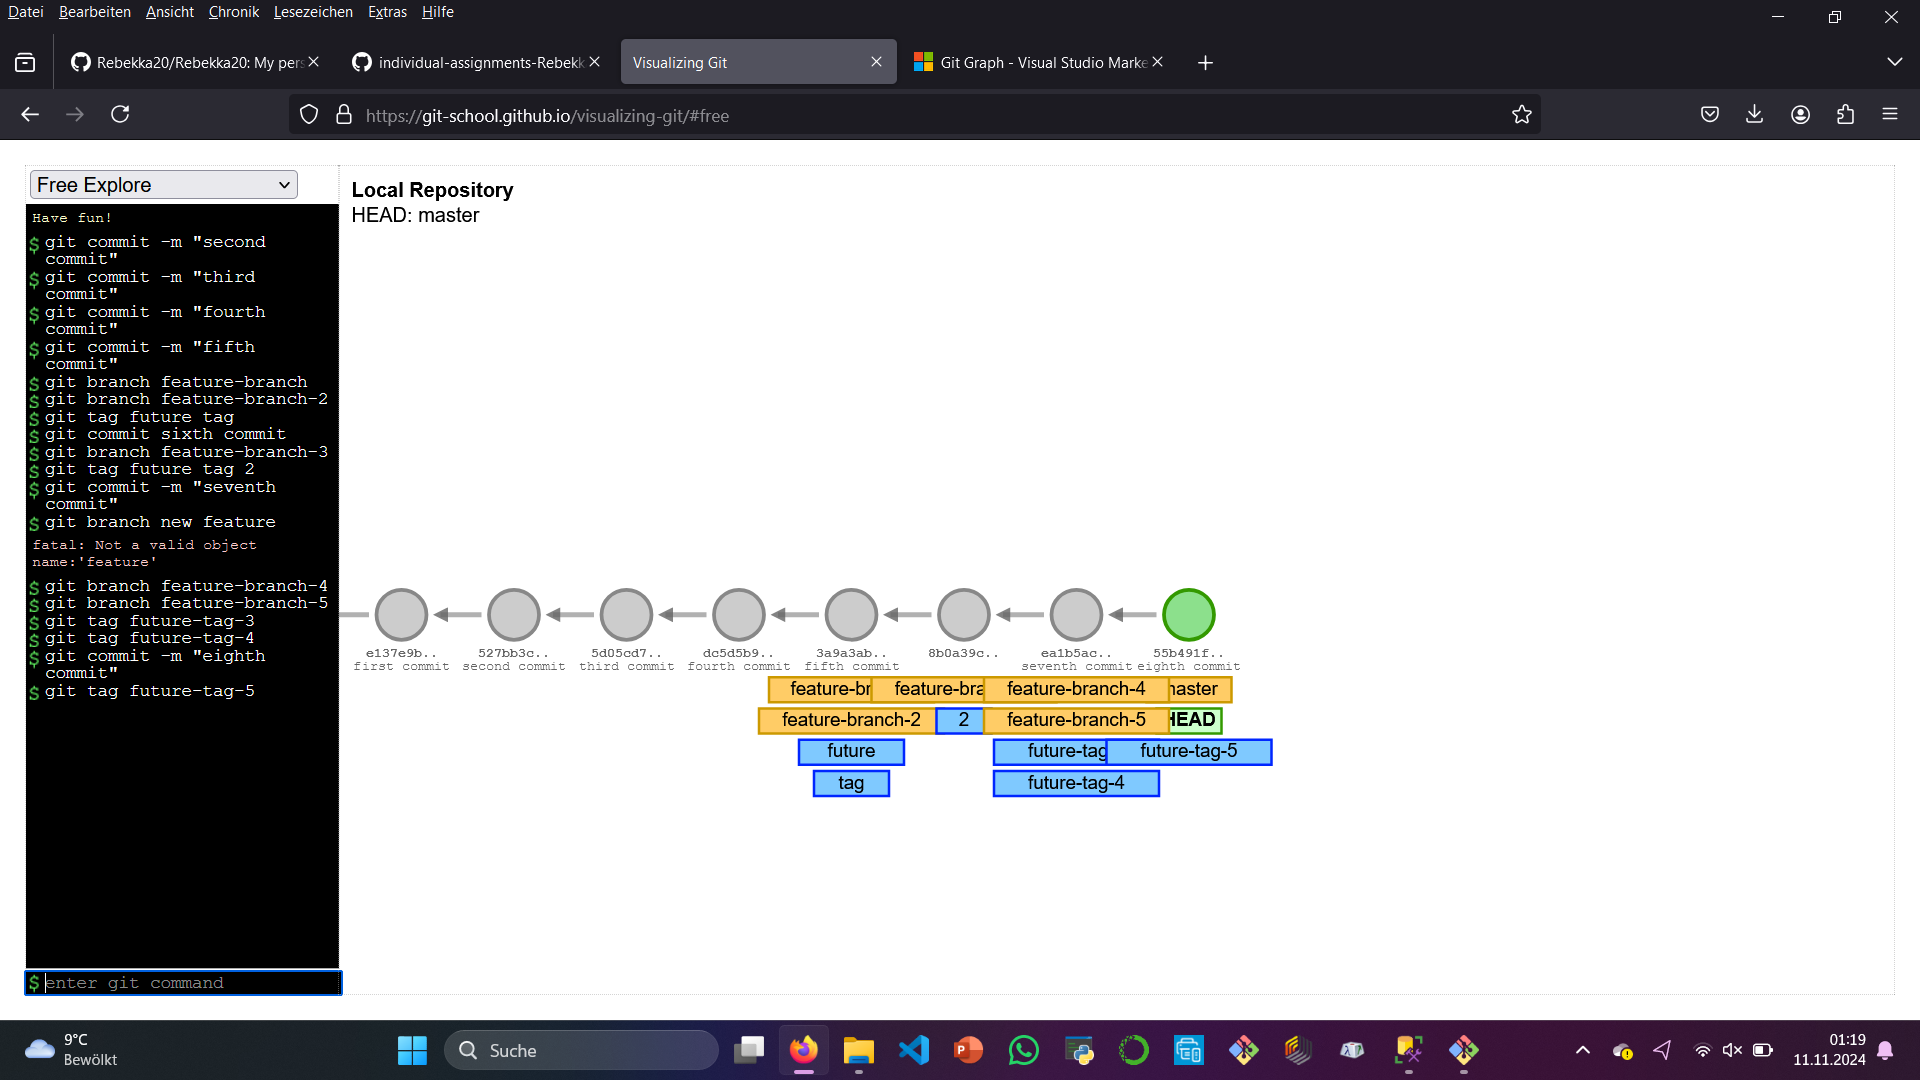 Datei Bearbeiten Ansicht Chronik Lesezeichen Extras Hilfe
Rebekka20/Rebekka20: My pers
individual-assignments-Rebekk
Visualizing Git
Git Graph - Visual Studio Marke
https://git-school.github.io/visualizing-git/#free
Free Explore
Have fun!
$ git commit -m "second
commit"
$ git commit -m "third
commit"
$ git commit -m "fourth
commit"
$ git commit -m "fifth
commit"
$ git branch feature-branch
$ git branch feature-branch-2
$ git tag future tag
$ git commit sixth commit
$ git branch feature-branch-3
$ git tag future tag 2
$ git commit -m "seventh
commit"
$ git branch new feature
fatal: Not a valid object
name:'feature'
$ git branch feature-branch-4
$ git branch feature-branch-5
$ git tag future-tag-3
$ git tag future-tag-4
$ git commit -m "eighth
commit"
$ git tag future-tag-5
$ enter git command
Local Repository
HEAD: master
e137e9b.. 527bb3c.. 5d05cd7.. dc5d5b9.. 3a9a3ab.. 8b0a39c.. ea1b5ac.. 55b491f..
first commit second commit third commit fourth commit fifth commit seventh commit eighth commit
feature-br feature-bra feature-branch-4 master
feature-branch-2 2 feature-branch-5 HEAD
future future-tag future-tag-5
tag future-tag-4
9°C
Bewölkt
Suche
01:19
11.11.2024